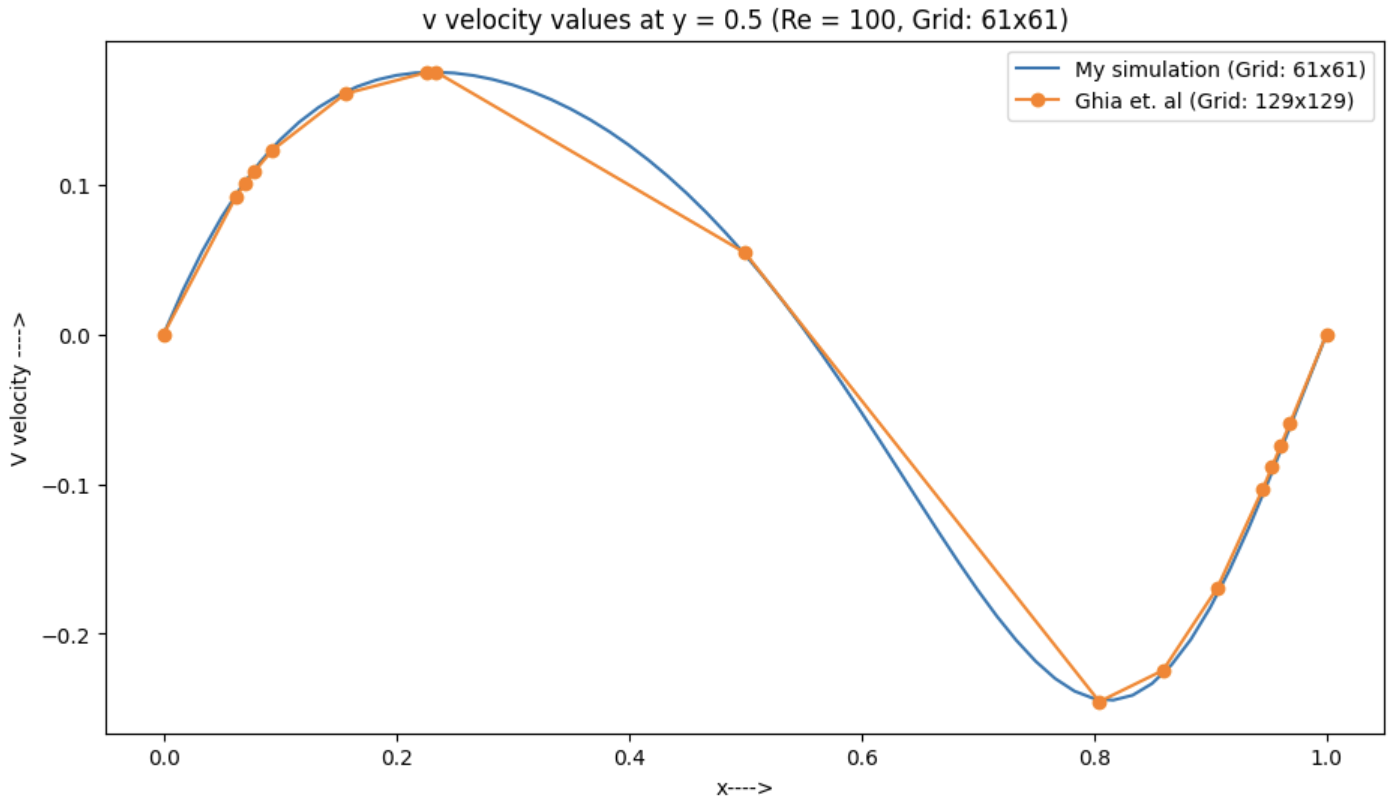 v velocity values at y = 0.5 (Re = 100, Grid: 61x61)
My simulation (Grid: 61x61)
Ghia et. al (Grid: 129x129)
V velocity ---->
0.1
0.0
−0.1
−0.2
0.0 0.2 0.4 0.6 0.8 1.0
x---->